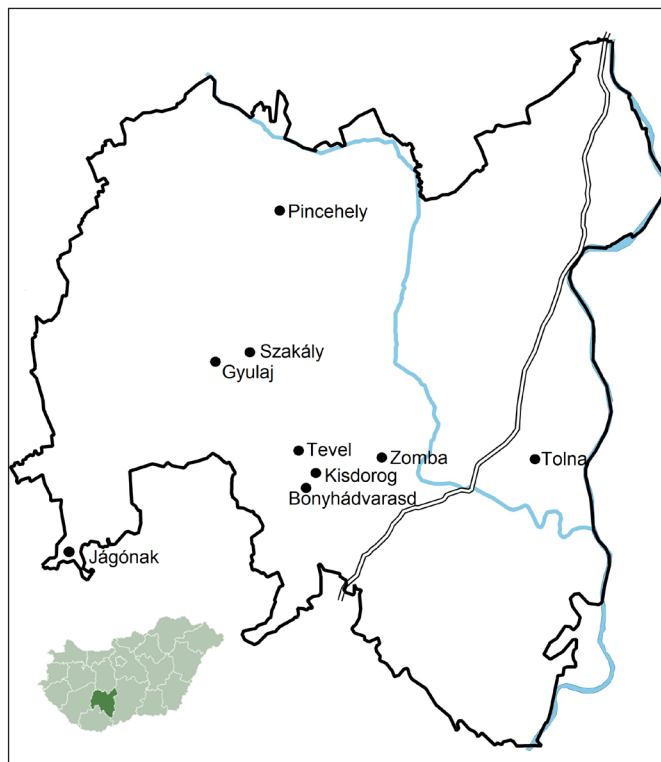 Pincehely
Szakály
Gyulaj
Tevel
Zomba
Tolna
Kisdorog
Bonyhádvarasd
Jágónak